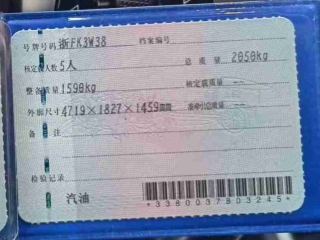 号牌号码 浙FK3W38 档案编号
核定载人数 5人 总质量 2050kg
整备质量 1590kg 核定载质量 --
外廓尺寸 4719×1827×1459mm 准牵引总质量 --
备注
检验记录
汽油
*3380037803245*